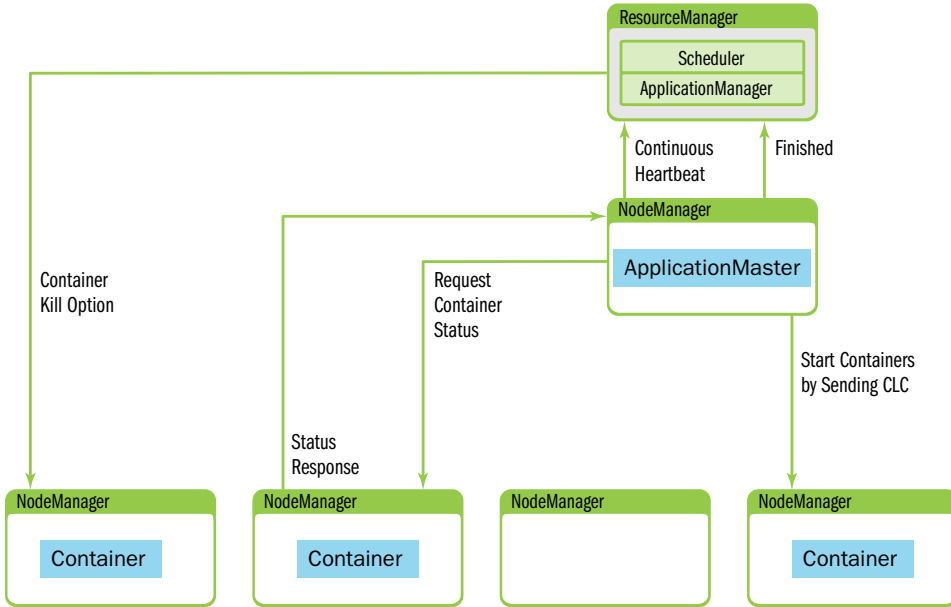 ResourceManager
Scheduler
ApplicationManager
Continuous
Heartbeat
Finished
NodeManager
ApplicationMaster
Container
Kill Option
Request
Container
Status
Start Containers
by Sending CLC
Status
Response
NodeManager
Container
NodeManager
Container
NodeManager
NodeManager
Container